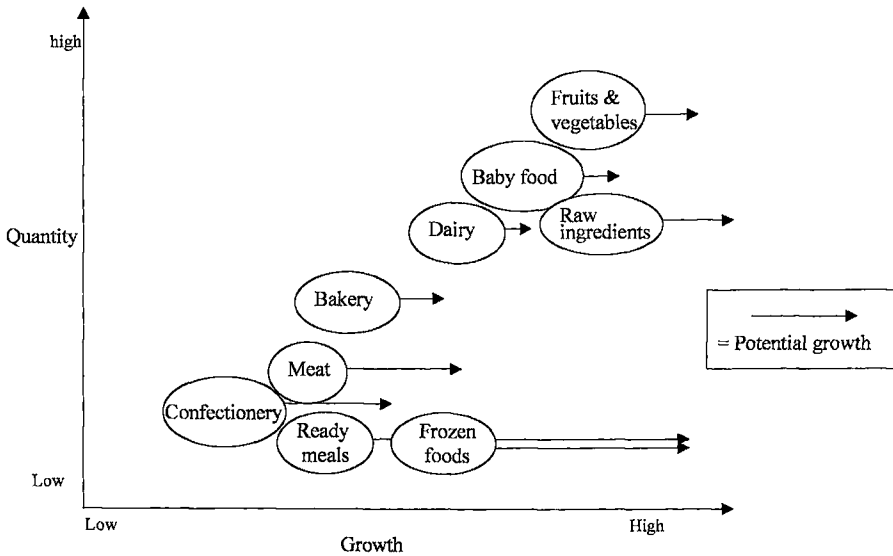 high
Fruits &
vegetables
Baby food
Raw
ingredients
Dairy
Quantity
Bakery
= Potential growth
Meat
Confectionery
Ready
meals
Frozen
foods
Low
Low
High
Growth